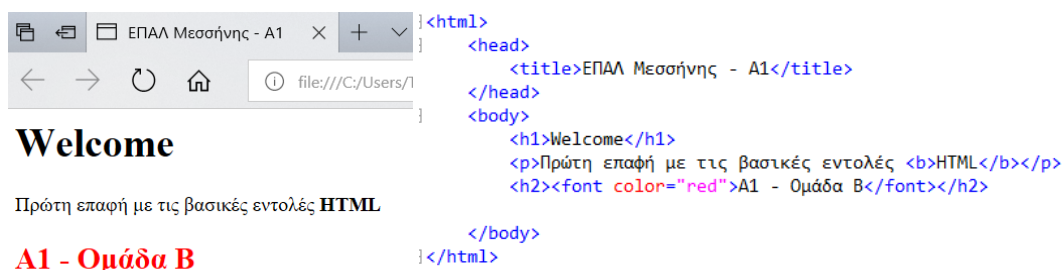 ΕΠΑΛ Μεσσήνης - Α1
file:///C:/Users/
Welcome
Πρώτη επαφή με τις βασικές εντολές HTML
Α1 - Ομάδα Β
<html>
<head>
<title>ΕΠΑΛ Μεσσήνης - Α1</title>
</head>
<body>
<h1>Welcome</h1>
<p>Πρώτη επαφή με τις βασικές εντολές <b>HTML</b></p>
<h2><font color="red">Α1 - Ομάδα Β</font></h2>
</body>
</html>